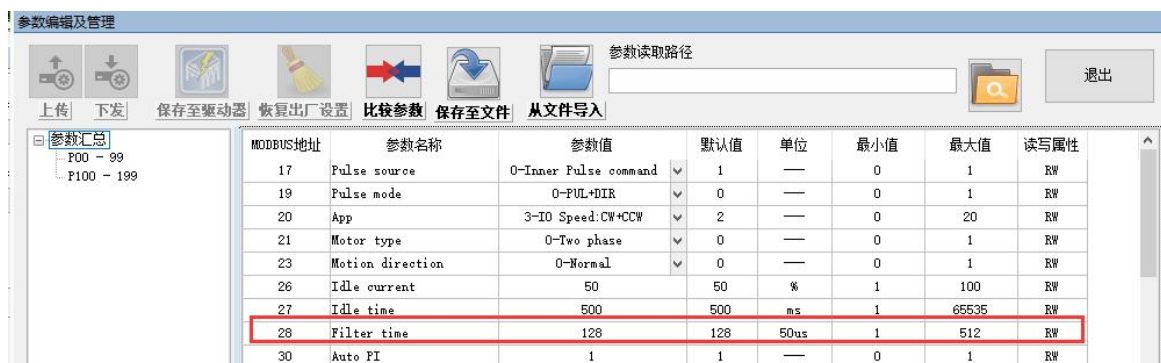 参数编辑及管理
参数读取路径
退出
上传 下发 保存至驱动器 恢复出厂设置 比较参数 保存至文件 从文件导入
参数汇总
P00 - 99
P100 - 199
MODBUS地址 参数名称 参数值 默认值 单位 最小值 最大值 读写属性
17 Pulse source 0-Inner Pulse command 1 —— 0 1 RW
19 Pulse mode 0-PUL+DIR 0 —— 0 1 RW
20 App 3-IO Speed:CW+CCW 2 —— 0 20 RW
21 Motor type 0-Two phase 0 —— 0 1 RW
23 Motion direction 0-Normal 0 —— 0 1 RW
26 Idle current 50 50 % 1 100 RW
27 Idle time 500 500 ms 1 65535 RW
28 Filter time 128 128 50us 1 512 RW
30 Auto PI 1 1 —— 0 1 RW